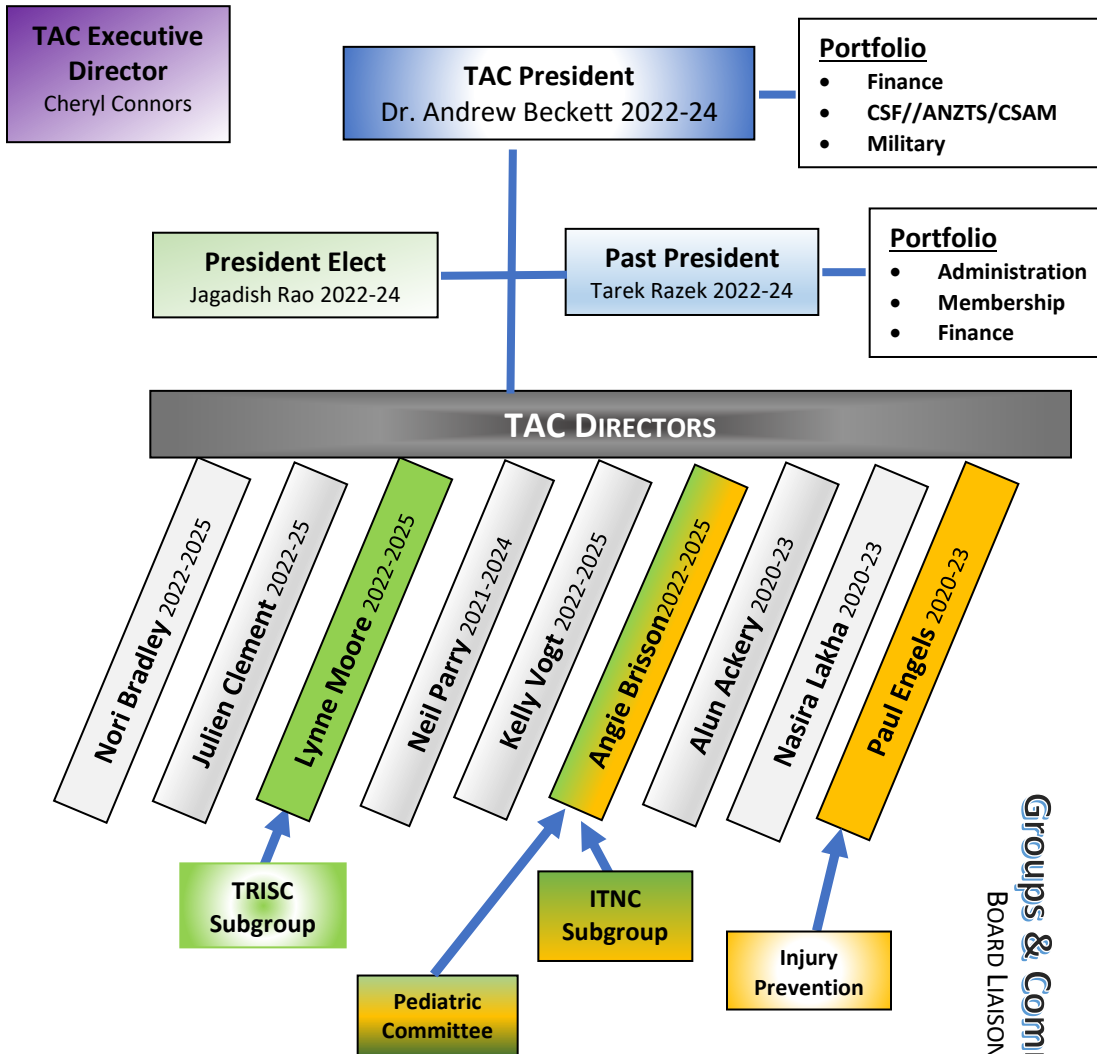 TAC Executive
Director
Cheryl Connors
TAC President
Dr. Andrew Beckett 2022-24
Portfolio
• Finance
• CSF//ANZTS/CSAM
• Military
President Elect
Jagadish Rao 2022-24
Past President
Tarek Razek 2022-24
Portfolio
• Administration
• Membership
• Finance
TAC DIRECTORS
Nori Bradley 2022-2025
Julien Clement 2022-25
Lynne Moore 2022-2025
Neil Parry 2021-2024
Kelly Vogt 2022-2025
Angie Brisson2022-2025
Alun Ackery 2020-23
Nasira Lakha 2020-23
Paul Engels 2020-23
TRISC
Subgroup
ITNC
Subgroup
Pediatric
Committee
Injury
Prevention
Groups & Com
BOARD LIAISON